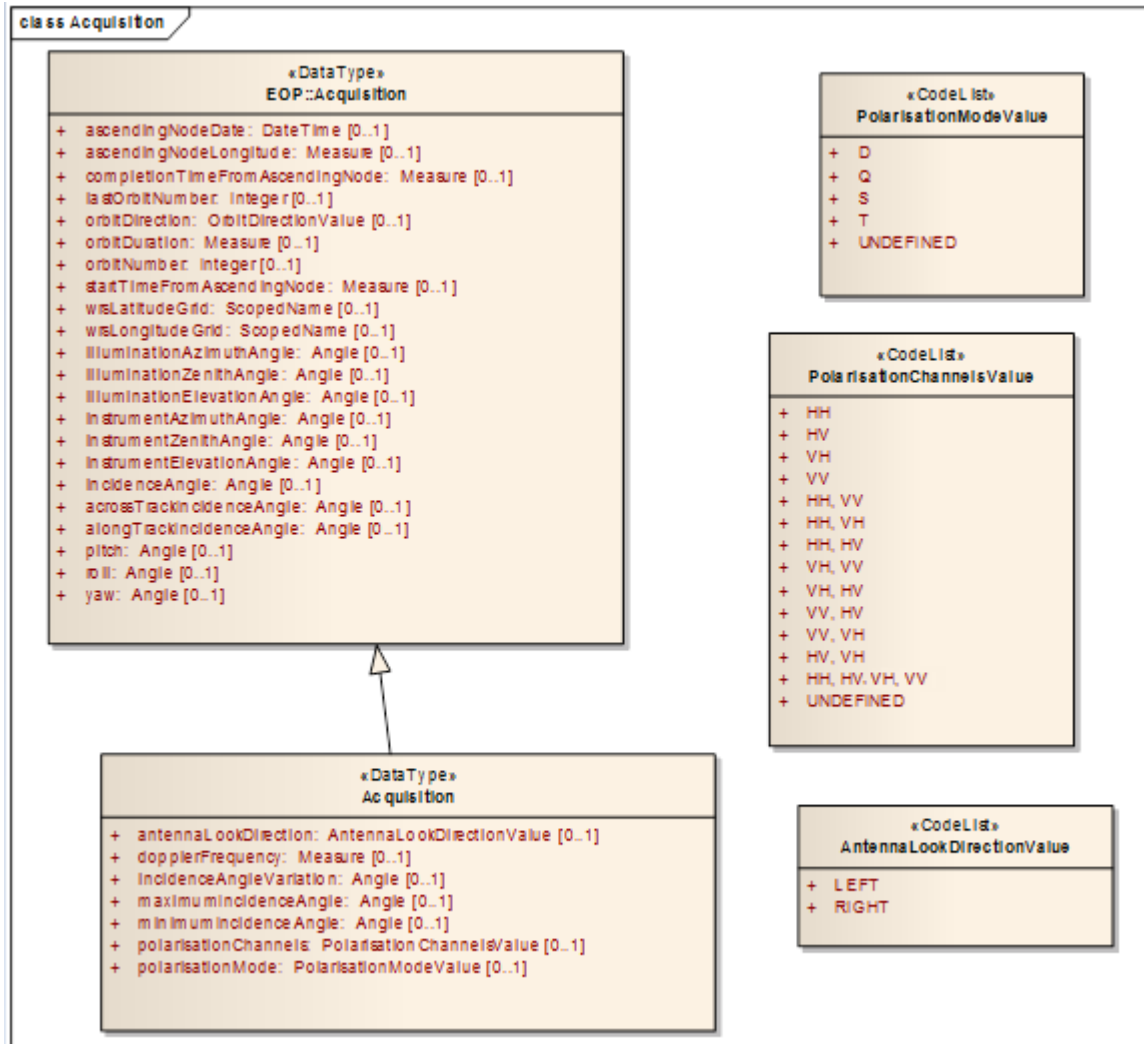 class Acquisition
«DataType»
EOP::Acquisition
+ ascendingNodeDate: DateTime [0..1]
+ ascendingNodeLongitude: Measure [0..1]
+ completionTimeFromAscendingNode: Measure [0..1]
+ lastOrbitNumber: Integer [0..1]
+ orbitDirection: OrbitDirectionValue [0..1]
+ orbitDuration: Measure [0..1]
+ orbitNumber: Integer [0..1]
+ startTimeFromAscendingNode: Measure [0..1]
+ wrsLatitudeGrid: ScopedName [0..1]
+ wrsLongitudeGrid: ScopedName [0..1]
+ illuminationAzimuthAngle: Angle [0..1]
+ illuminationZenithAngle: Angle [0..1]
+ illuminationElevationAngle: Angle [0..1]
+ instrumentAzimuthAngle: Angle [0..1]
+ instrumentZenithAngle: Angle [0..1]
+ instrumentElevationAngle: Angle [0..1]
+ incidenceAngle: Angle [0..1]
+ acrossTrackIncidenceAngle: Angle [0..1]
+ alongTrackIncidenceAngle: Angle [0..1]
+ pitch: Angle [0..1]
+ roll: Angle [0..1]
+ yaw: Angle [0..1]
«DataType»
Acquisition
+ antennaLookDirection: AntennaLookDirectionValue [0..1]
+ dopplerFrequency: Measure [0..1]
+ incidenceAngleVariation: Angle [0..1]
+ maximumIncidenceAngle: Angle [0..1]
+ minimumIncidenceAngle: Angle [0..1]
+ polarisationChannels: PolarisationChannelsValue [0..1]
+ polarisationMode: PolarisationModeValue [0..1]
«CodeList»
PolarisationModeValue
+ D
+ Q
+ S
+ T
+ UNDEFINED
«CodeList»
PolarisationChannelsValue
+ HH
+ HV
+ VH
+ VV
+ HH, VV
+ HH, VH
+ HH, HV
+ VH, VV
+ VH, HV
+ VV, HV
+ VV, VH
+ HV, VH
+ HH, HV. VH, VV
+ UNDEFINED
«CodeList»
AntennaLookDirectionValue
+ LEFT
+ RIGHT